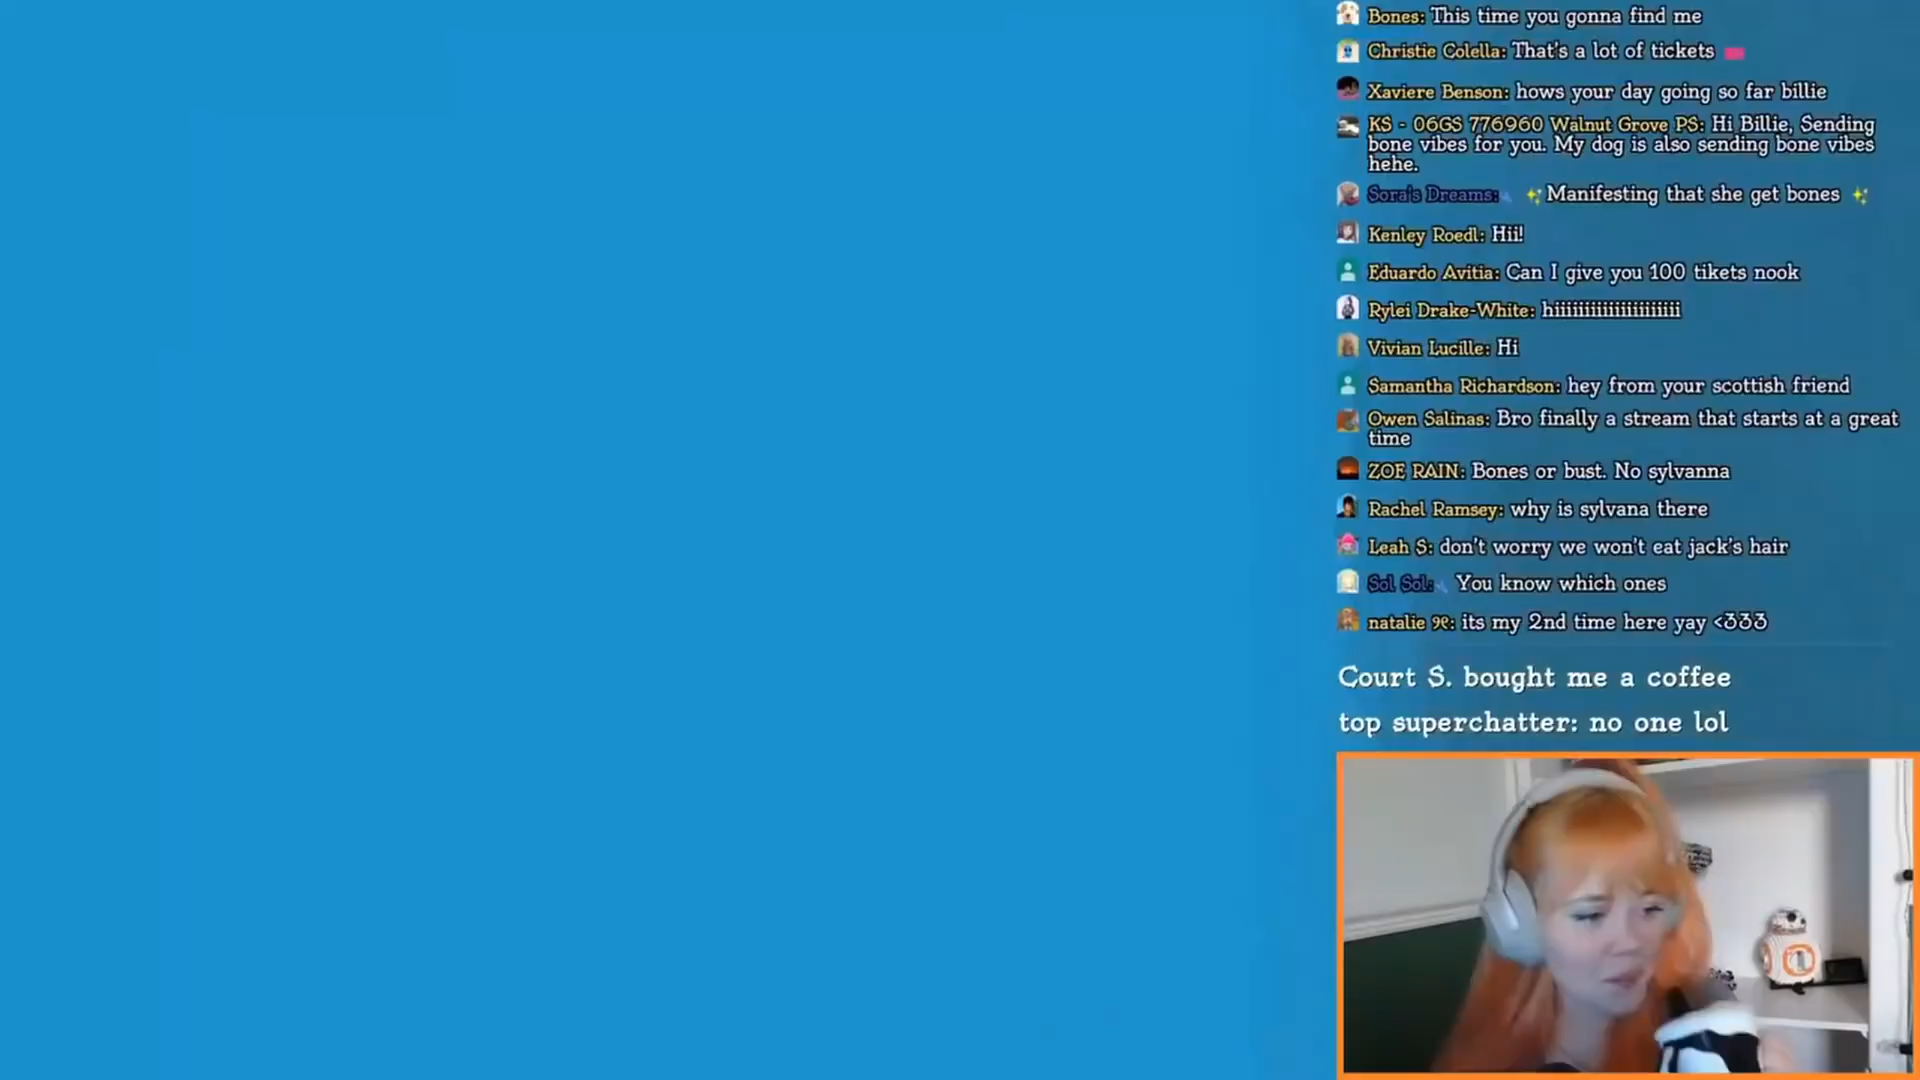 Bones: This time you gonna find me
Christie Colella: That's a lot of tickets
Xaviere Benson: hows your day going so far billie
KS - 06GS 776960 Walnut Grove PS: Hi Billie, Sending
bone vibes for you. My dog is also sending bone vibes
hehe.
Sora's Dreams: ✨Manifesting that she get bones ✨
Kenley Roedl: Hii!
Eduardo Avitia: Can I give you 100 tikets nook
Rylei Drake-White: hiiiiiiiiiiiiiiiiiiiiii
Vivian Lucille: Hi
Samantha Richardson: hey from your scottish friend
Owen Salinas: Bro finally a stream that starts at a great
time
ZOE RAIN: Bones or bust. No sylvanna
Rachel Ramsey: why is sylvana there
Leah S: don't worry we won't eat jack's hair
Sol Sol: You know which ones
natalie ୨୧: its my 2nd time here yay <333
Court S. bought me a coffee
top superchatter: no one lol